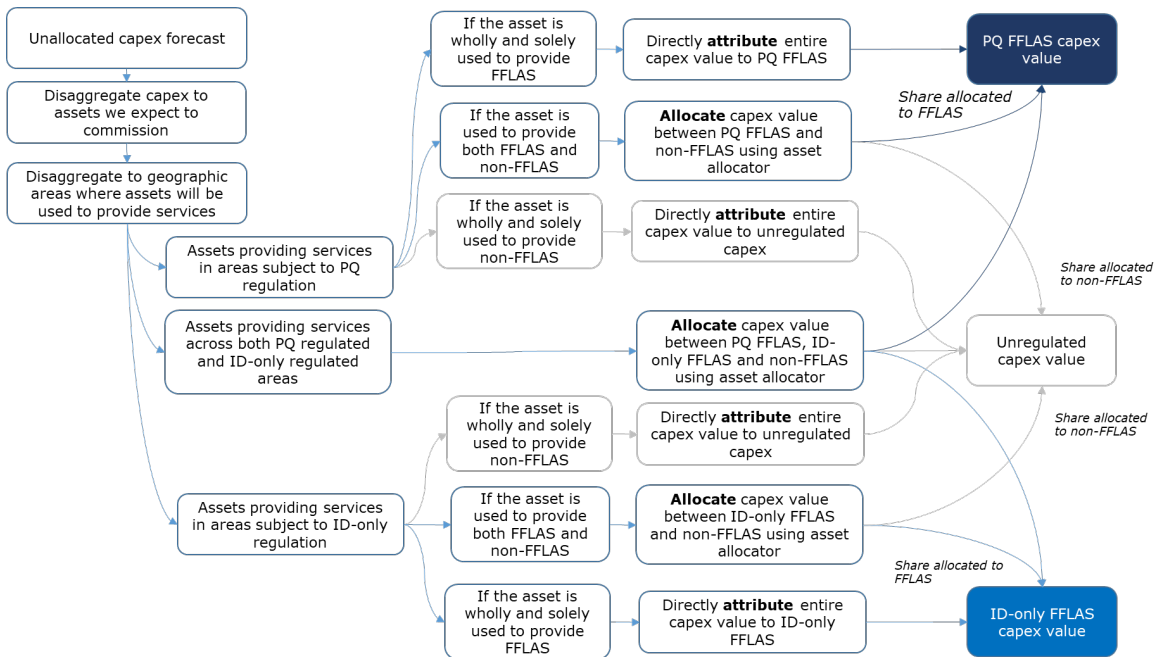 Unallocated capex forecast
Disaggregate capex to
assets we expect to
commission
Disaggregate to geographic
areas where assets will be
used to provide services
Assets providing services
in areas subject to PQ
regulation
Assets providing services
across both PQ regulated
and ID-only regulated
areas
Assets providing services
in areas subject to ID-only
regulation
If the asset is
wholly and solely
used to provide
FFLAS
Directly attribute entire
capex value to PQ FFLAS
PQ FFLAS capex
value
If the asset is
used to provide
both FFLAS and
non-FFLAS
Allocate capex value
between PQ FFLAS and
non-FFLAS using asset
allocator
Share allocated
to FFLAS
If the asset is
wholly and solely
used to provide
non-FFLAS
Directly attribute entire
capex value to unregulated
capex
Share allocated
to non-FFLAS
Allocate capex value
between PQ FFLAS, ID-
only FFLAS and non-FFLAS
using asset allocator
Unregulated
capex value
If the asset is
wholly and solely
used to provide
non-FFLAS
Directly attribute entire
capex value to unregulated
capex
Share allocated
to non-FFLAS
If the asset is
used to provide
both FFLAS and
non-FFLAS
Allocate capex value
between ID-only FFLAS
and non-FFLAS using asset
allocator
Share allocated to
FFLAS
If the asset is
wholly and solely
used to provide
FFLAS
Directly attribute entire
capex value to ID-only
FFLAS
ID-only FFLAS
capex value